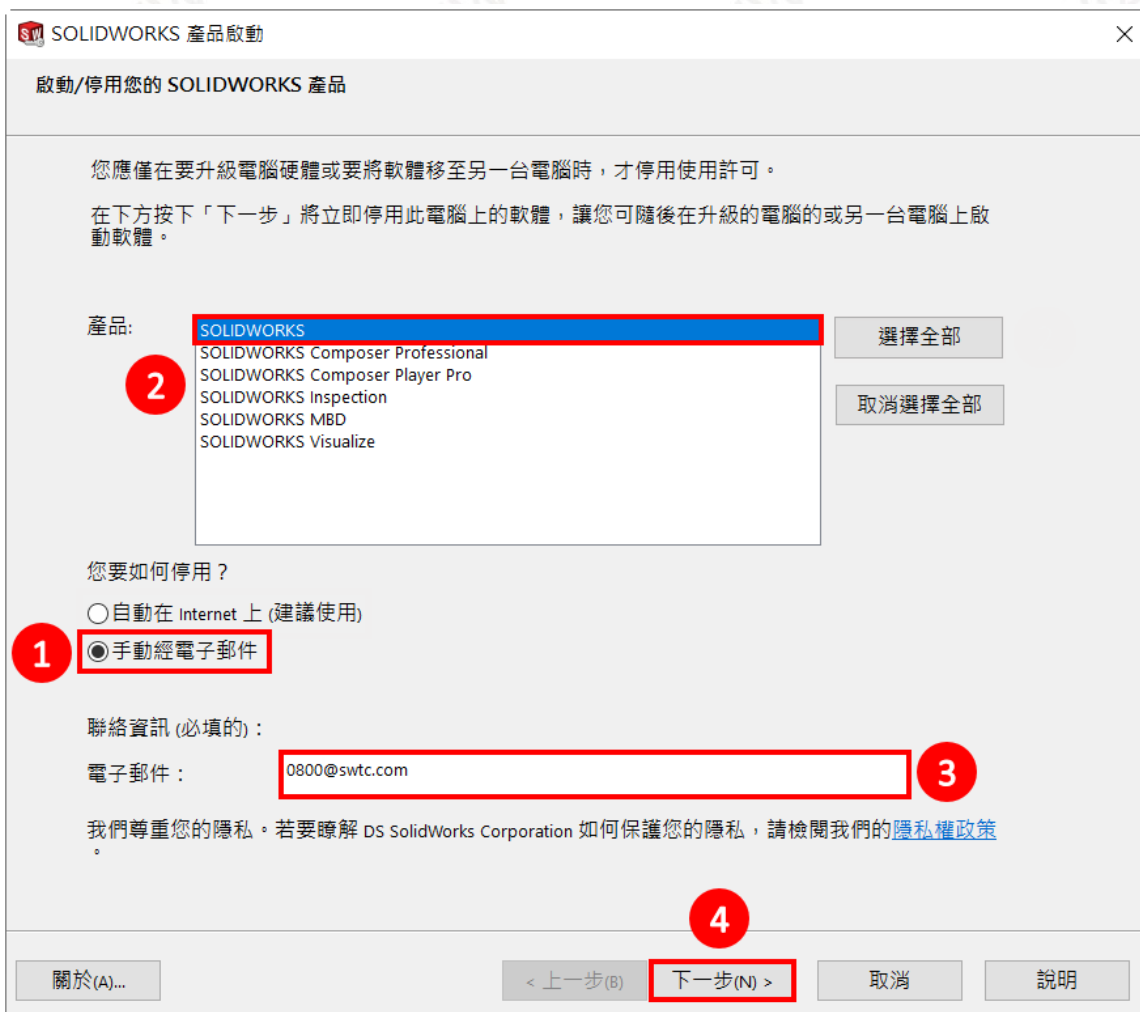 SOLIDWORKS 產品啟動
啟動/停用您的 SOLIDWORKS 產品
您應僅在要升級電腦硬體或要將軟體移至另一台電腦時，才停用使用許可。
在下方按下「下一步」將立即停用此電腦上的軟體，讓您可隨後在升級的電腦的或另一台電腦上啟
動軟體。
產品:
SOLIDWORKS
選擇全部
SOLIDWORKS Composer Professional
SOLIDWORKS Composer Player Pro
2
SOLIDWORKS Inspection
取消選擇全部
SOLIDWORKS MBD
SOLIDWORKS Visualize
您要如何停用？
自動在 Internet 上 (建議使用)
1
手動經電子郵件
聯絡資訊 (必填的)：
電子郵件：
0800@swtc.com
3
我們尊重您的隱私。若要瞭解 DS SolidWorks Corporation 如何保護您的隱私，請檢閱我們的隱私權政策
。
4
關於(A)...
< 上一步(B)
下一步(N) >
取消
說明